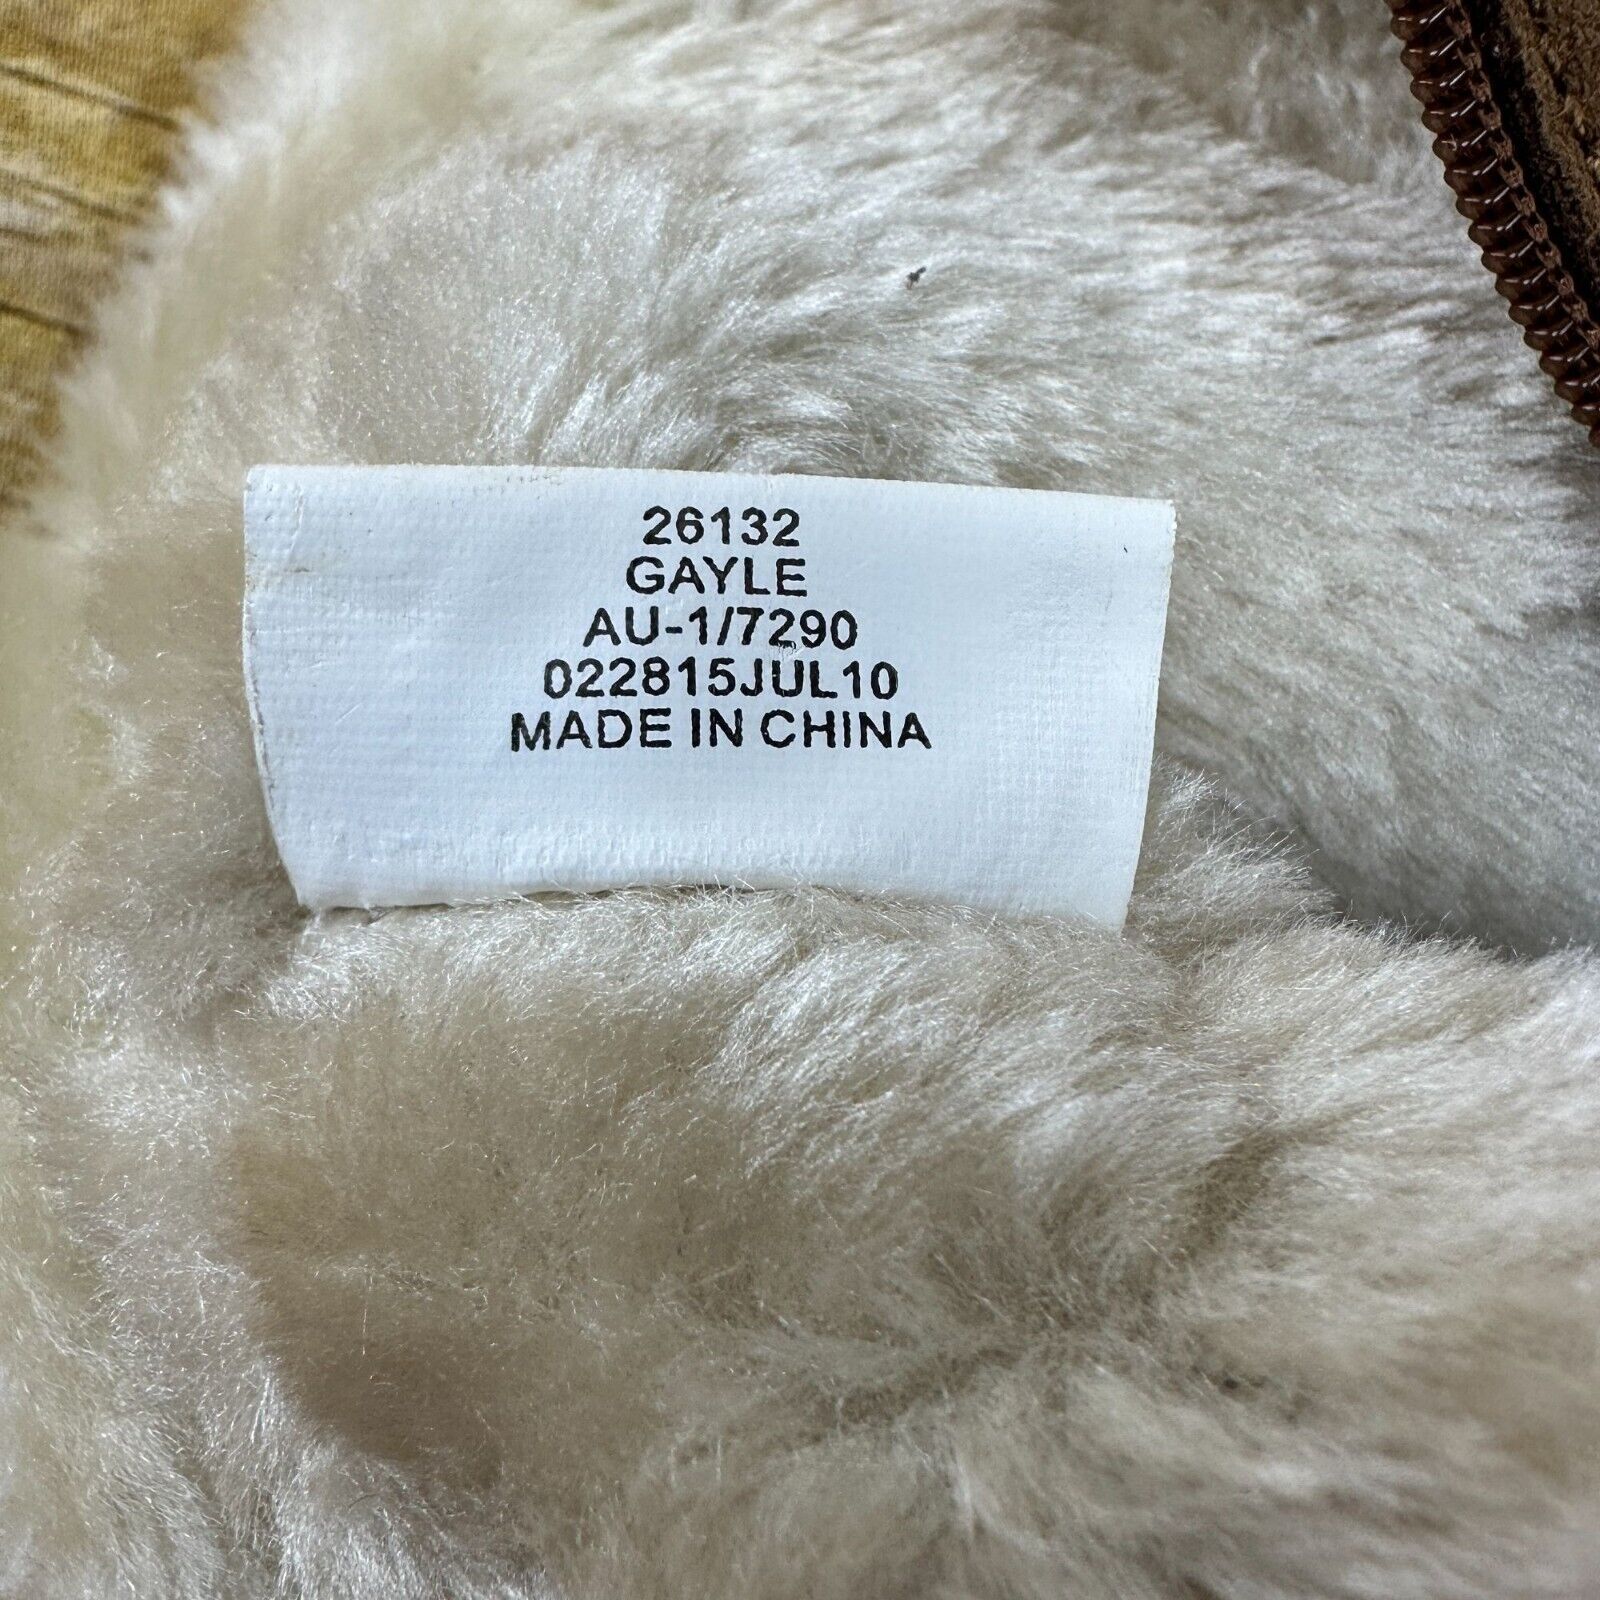 26132
GAYLE
AU-1/7290
022815JUL10
MADE IN CHINA